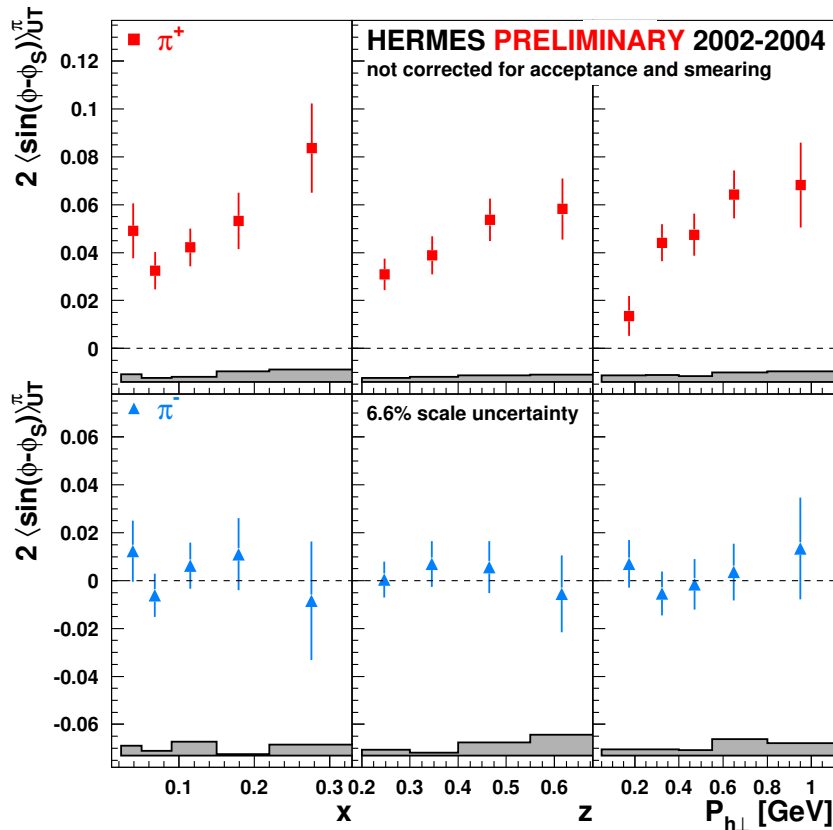 2 ⟨sin(ϕ-ϕS)⟩πUT
π+
HERMES PRELIMINARY 2002-2004
not corrected for acceptance and smearing
0.12
0.1
0.08
0.06
0.04
0.02
0
2 ⟨sin(ϕ-ϕS)⟩πUT
π-
6.6% scale uncertainty
0.06
0.04
0.02
0
-0.02
-0.04
-0.06
0.1 0.2 0.3 0.2 0.3 0.4 0.5 0.6 0.2 0.4 0.6 0.8 1
x z Ph⊥ [GeV]